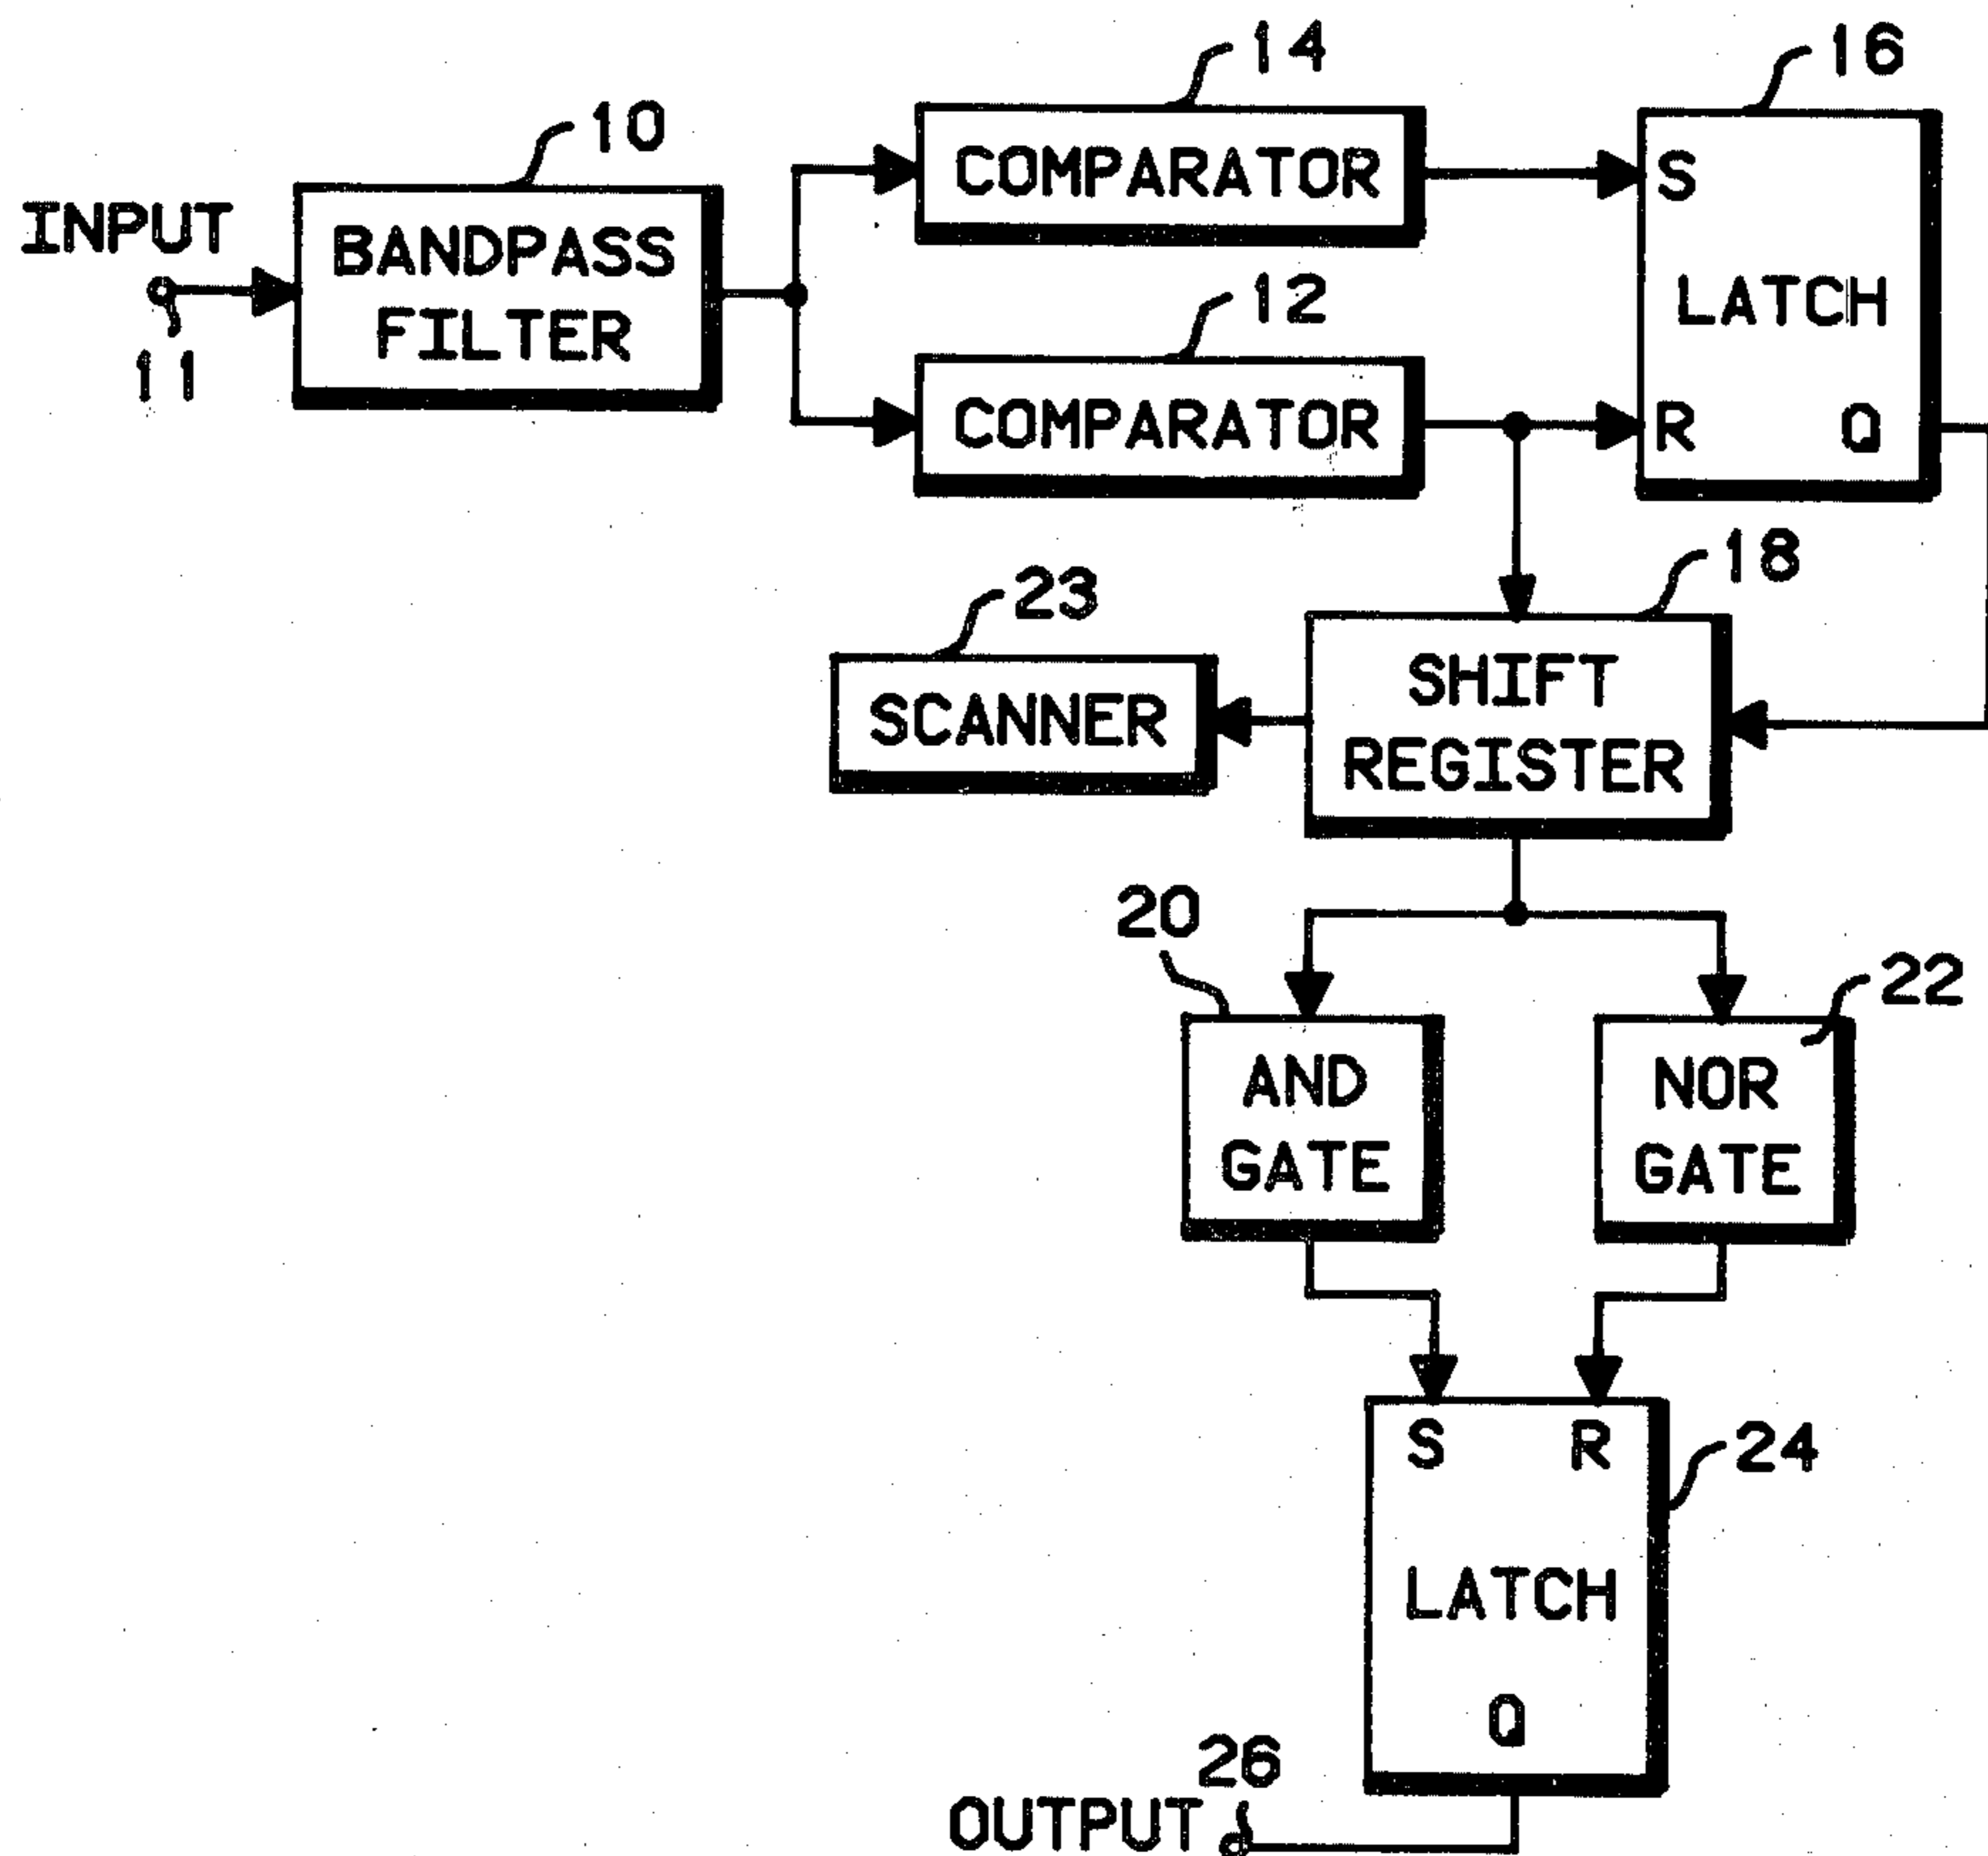 14
16
10
INPUT
BANDPASS
FILTER
11
COMPARATOR
S
12
LATCH
COMPARATOR
R Q
18
23
SHIFT
REGISTER
SCANNER
20
22
AND
GATE
NOR
GATE
S R
24
LATCH
Q
26
OUTPUT